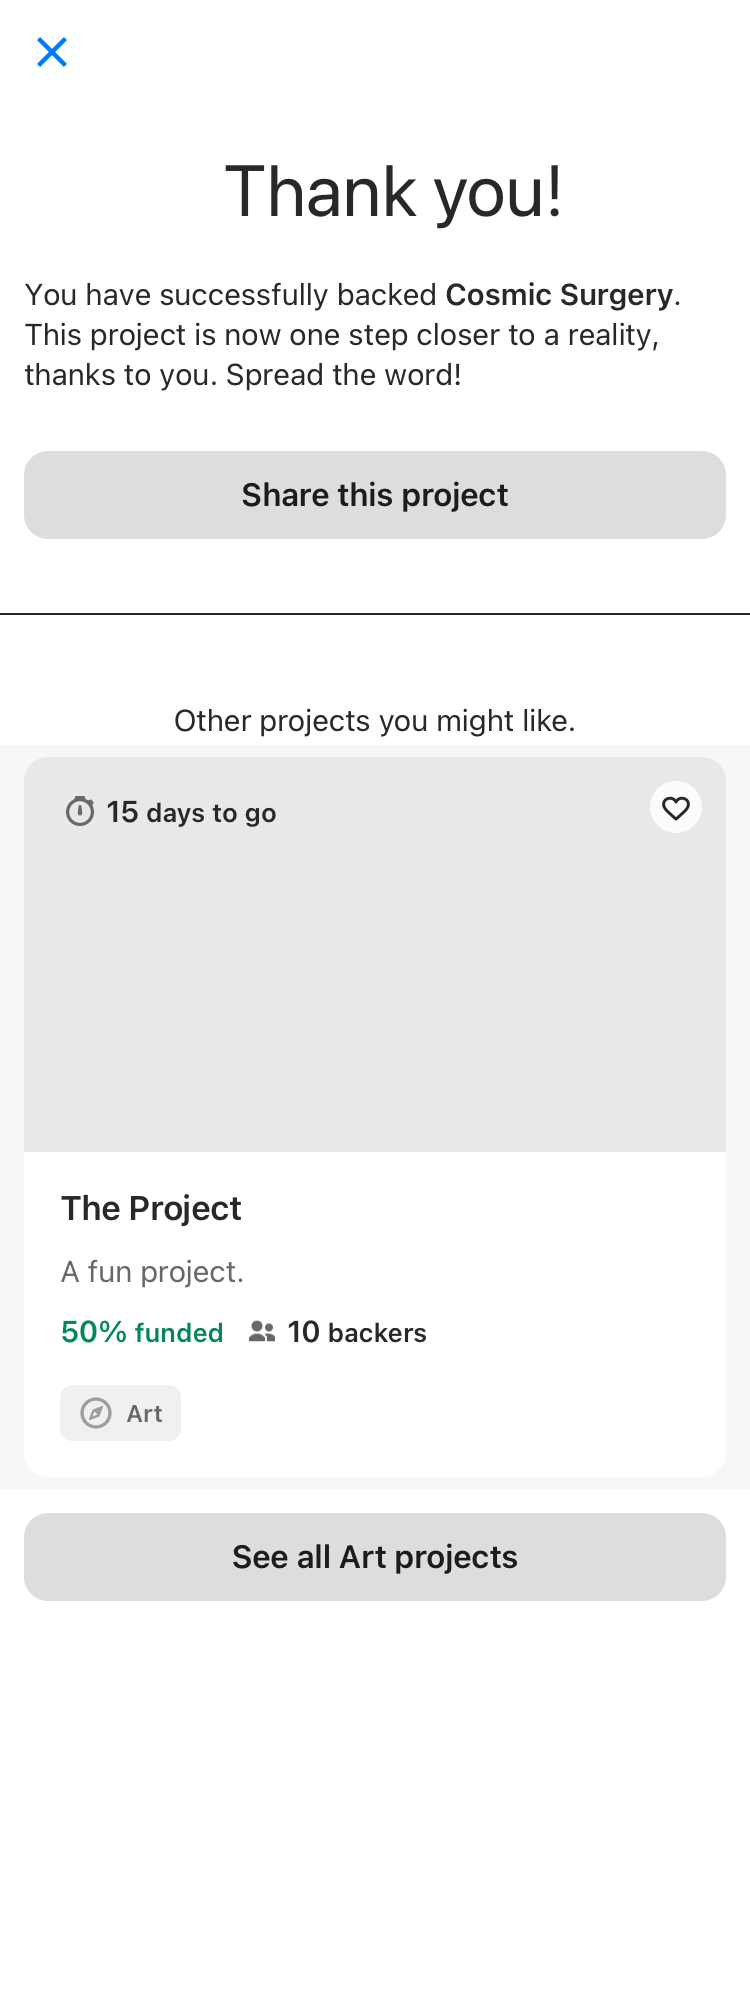 Thank you!
You have successfully backed Cosmic Surgery.
This project is now one step closer to a reality,
thanks to you. Spread the word!
Share this project
Other projects you might like.
15 days to go
The Project
A fun project.
50% funded 10 backers
Art
See all Art projects